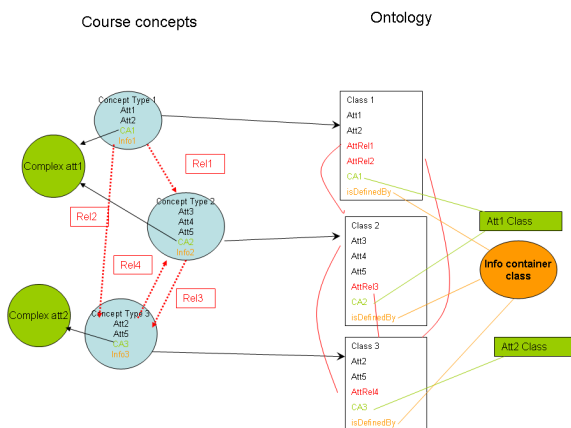 Course concepts
Ontology
Concept Type 1
Att1
Att2
CA1
Info1
Complex att1
Rel1
Rel2
Concept Type 2
Att3
Att4
Att5
CA2
Info2
Rel4
Rel3
Complex att2
Concept Type 3
Att2
Att5
CA3
Info3
Class 1
Att1
Att2
AttRel1
AttRel2
CA1
isDefinedBy
Class 2
Att3
Att4
Att5
AttRel3
CA2
isDefinedBy
Class 3
Att2
Att5
AttRel4
CA3
isDefinedBy
Att1 Class
Info container
class
Att2 Class